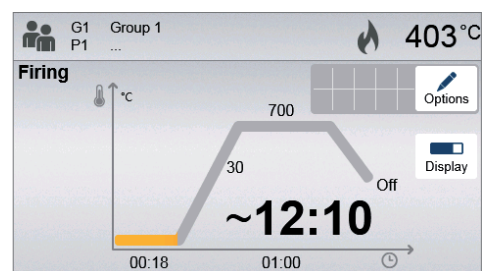 G1 Group 1
P1 ...
403°C
Firing
Options
°C
700
Display
30
Off
~12:10
00:18 01:00